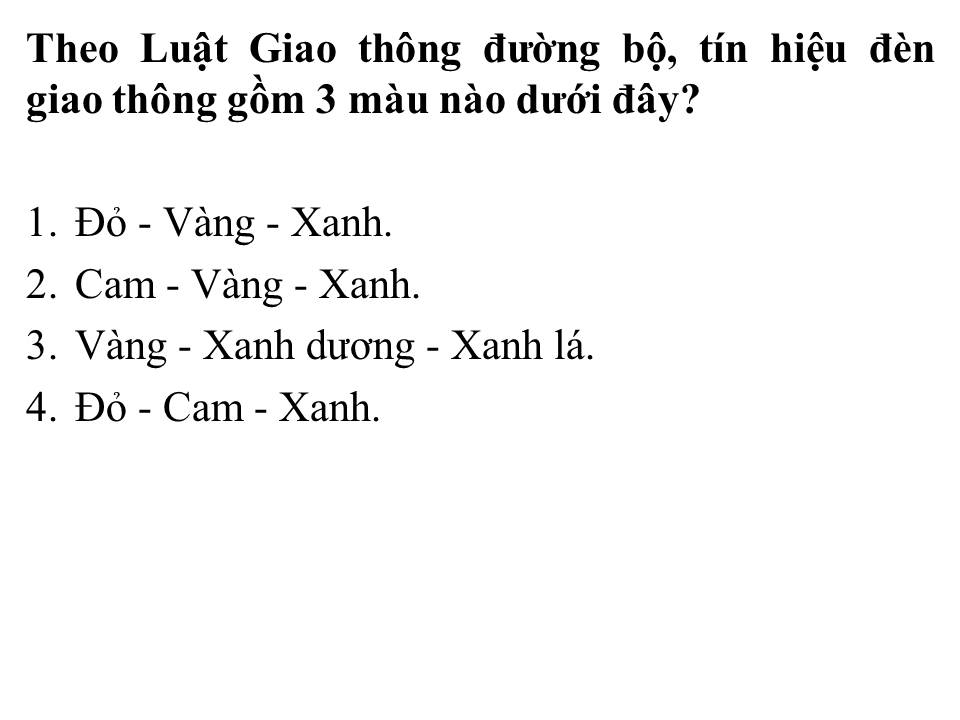 Theo Luật Giao thông đường bộ, tín hiệu đèn
giao thông gồm 3 màu nào dưới đây?
1. Đỏ - Vàng - Xanh.
2. Cam - Vàng - Xanh.
3. Vàng - Xanh dương - Xanh lá.
4. Đỏ - Cam - Xanh.